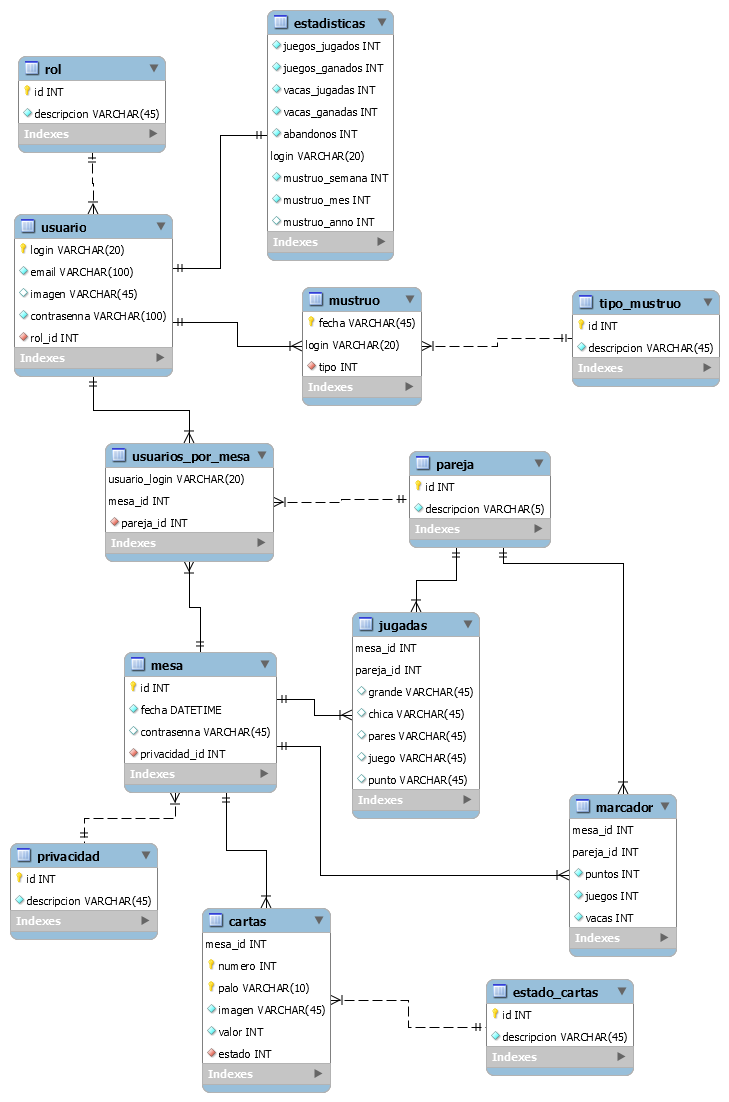 estadisticas
juegos_jugados INT
juegos_ganados INT
vacas_jugadas INT
vacas_ganadas INT
abandonos INT
login VARCHAR(20)
mustruo_semana INT
mustruo_mes INT
mustruo_anno INT
Indexes
rol
id INT
descripcion VARCHAR(45)
Indexes
usuario
login VARCHAR(20)
email VARCHAR(100)
imagen VARCHAR(45)
contrasenna VARCHAR(100)
rol_id INT
Indexes
mustruo
fecha VARCHAR(45)
login VARCHAR(20)
tipo INT
Indexes
tipo_mustruo
id INT
descripcion VARCHAR(45)
Indexes
usuarios_por_mesa
usuario_login VARCHAR(20)
mesa_id INT
pareja_id INT
Indexes
pareja
id INT
descripcion VARCHAR(5)
Indexes
jugadas
mesa_id INT
pareja_id INT
grande VARCHAR(45)
chica VARCHAR(45)
pares VARCHAR(45)
juego VARCHAR(45)
punto VARCHAR(45)
Indexes
mesa
id INT
fecha DATETIME
contrasenna VARCHAR(45)
privacidad_id INT
Indexes
marcador
mesa_id INT
pareja_id INT
puntos INT
juegos INT
vacas INT
Indexes
privacidad
id INT
descripcion VARCHAR(45)
Indexes
cartas
mesa_id INT
numero INT
palo VARCHAR(10)
imagen VARCHAR(45)
valor INT
estado INT
Indexes
estado_cartas
id INT
descripcion VARCHAR(45)
Indexes